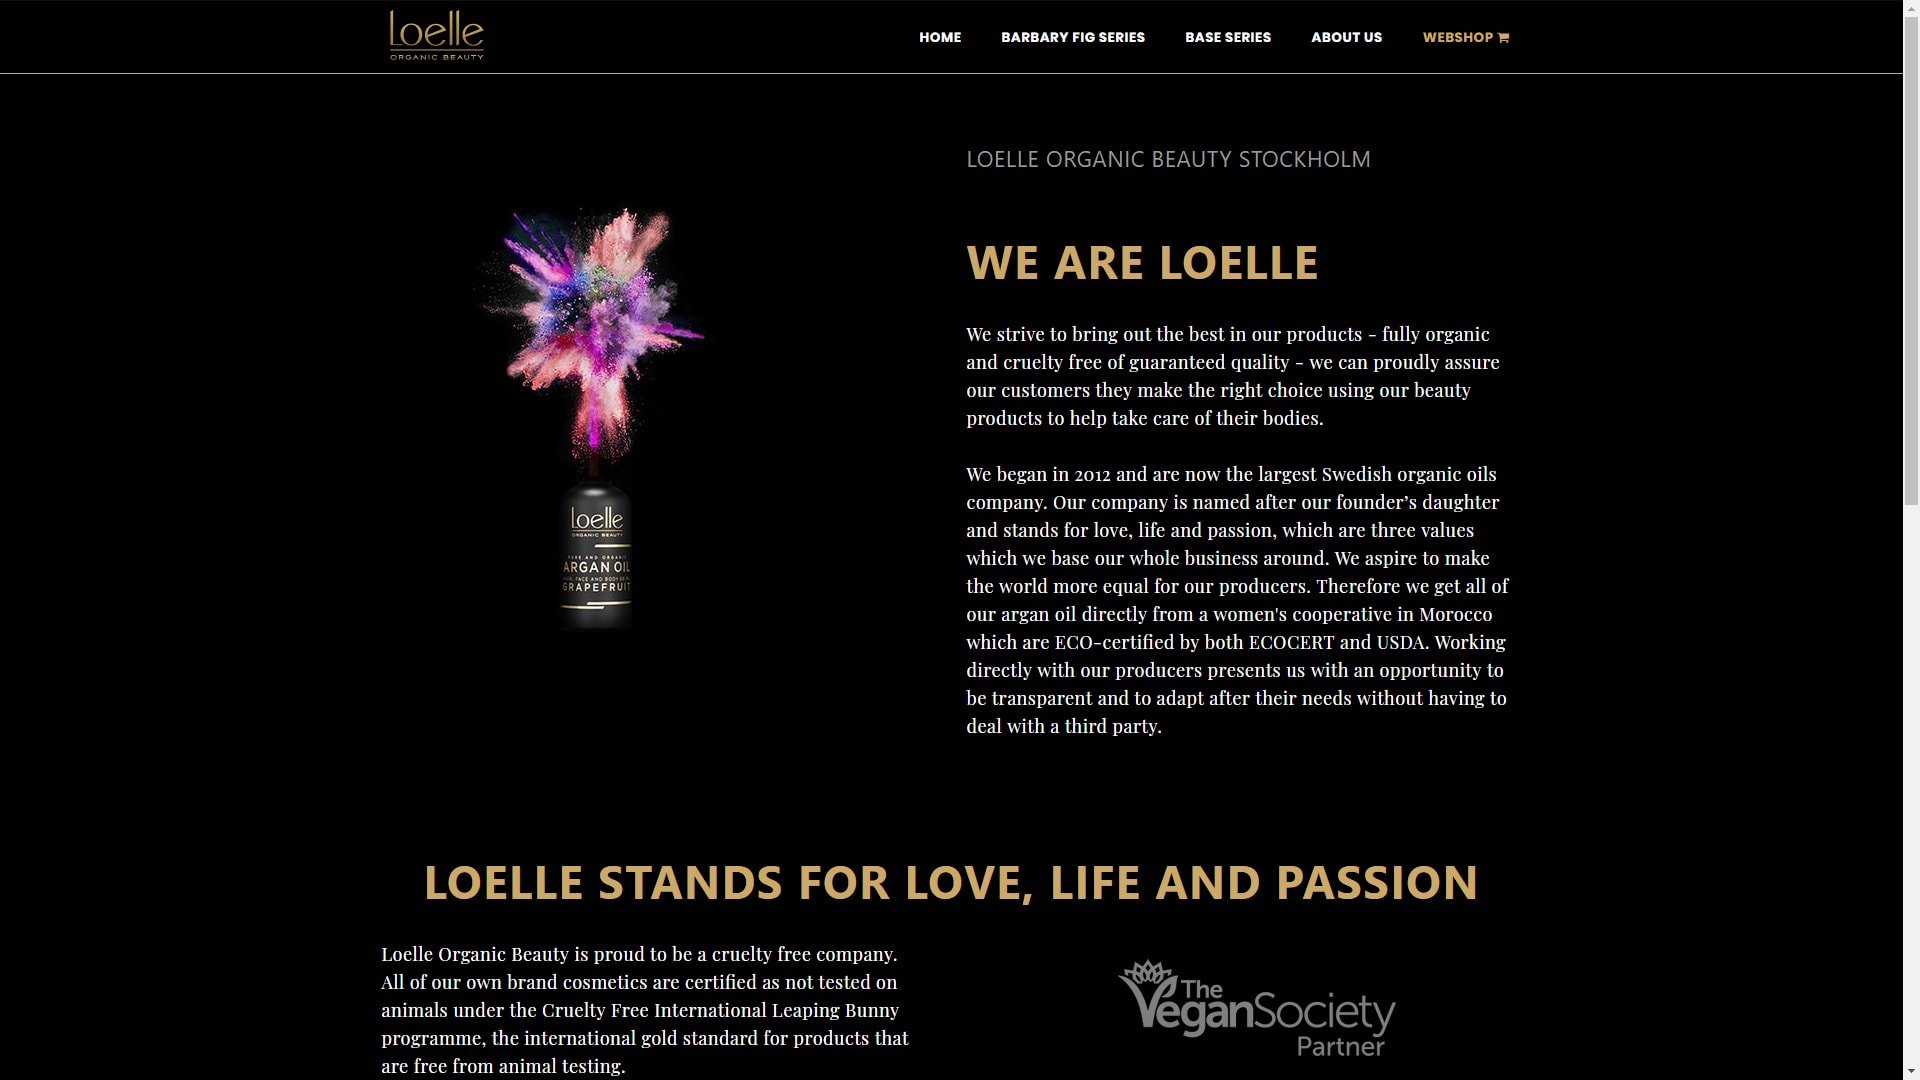 Loelle
ORGANIC BEAUTY
HOME
BARBARY FIG SERIES
BASE SERIES
ABOUT US
WEBSHOP
LOELLE ORGANIC BEAUTY STOCKHOLM
WE ARE LOELLE
We strive to bring out the best in our products - fully organic
and cruelty free of guaranteed quality - we can proudly assure
our customers they make the right choice using our beauty
products to help take care of their bodies.
We began in 2012 and are now the largest Swedish organic oils
company. Our company is named after our founder’s daughter
and stands for love, life and passion, which are three values
which we base our whole business around. We aspire to make
the world more equal for our producers. Therefore we get all of
our argan oil directly from a women's cooperative in Morocco
which are ECO-certified by both ECOCERT and USDA. Working
directly with our producers presents us with an opportunity to
be transparent and to adapt after their needs without having to
deal with a third party.
Loelle
ORGANIC BEAUTY
PURE AND ORGANIC
ARGAN OIL
FACE AND BODY
GRAPEFRUIT
LOELLE STANDS FOR LOVE, LIFE AND PASSION
Loelle Organic Beauty is proud to be a cruelty free company.
All of our own brand cosmetics are certified as not tested on
animals under the Cruelty Free International Leaping Bunny
programme, the international gold standard for products that
are free from animal testing.
The
VeganSociety
Partner